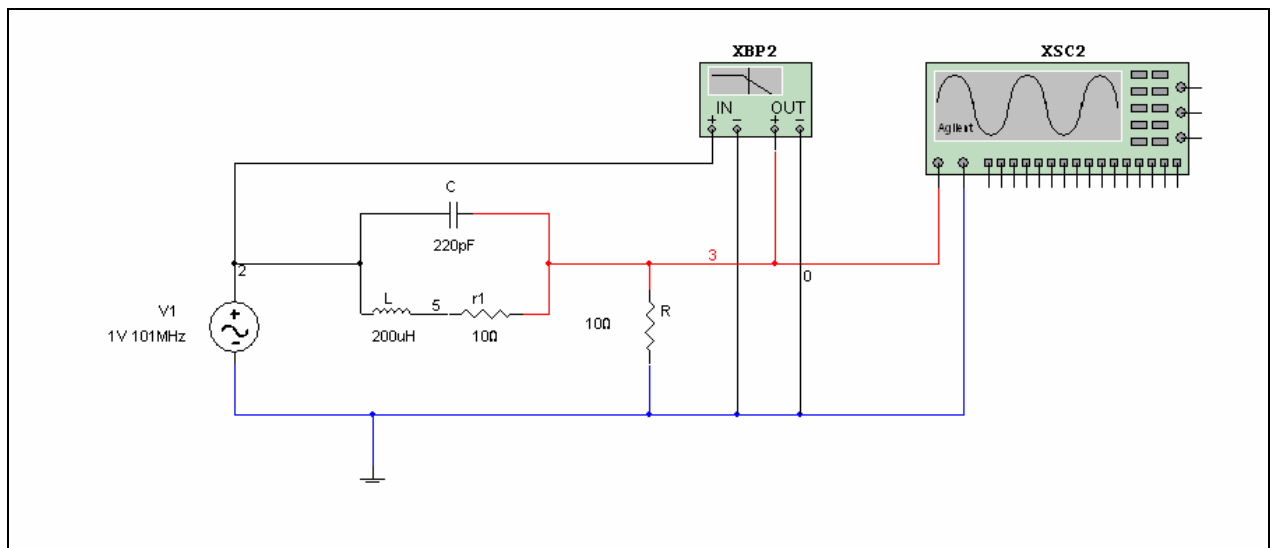 XBP2
XSC2
IN OUT
+ - + -
Agilent
C
220pF
2
3
0
L 5 r1
200uH 10Ω
V1
1V 101MHz
10Ω R